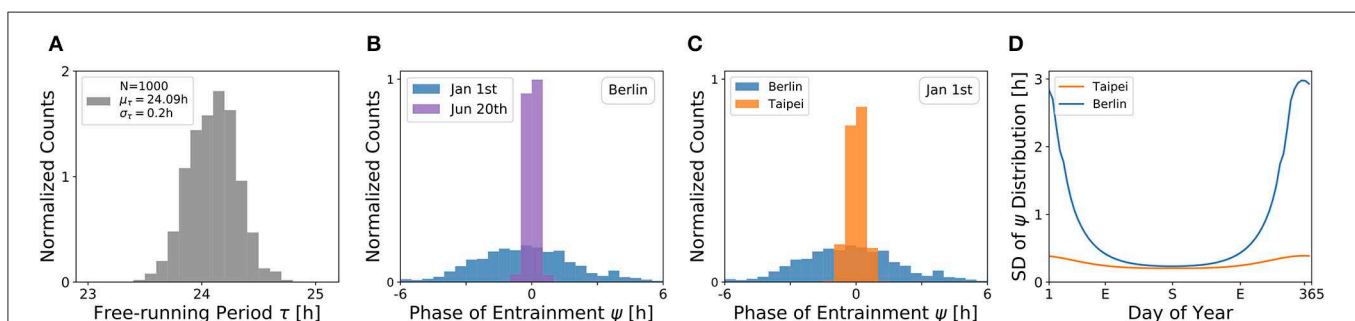 A
B
C
D
Normalized Counts
2
1
0
N=1000
μτ = 24.09h
στ = 0.2h
23
24
25
Free-running Period τ [h]
Normalized Counts
1
0
Jan 1st
Jun 20th
Berlin
-6
0
6
Phase of Entrainment ψ [h]
Normalized Counts
1
0
Berlin
Taipei
Jan 1st
-6
0
6
Phase of Entrainment ψ [h]
SD of ψ Distribution [h]
3
2
1
0
Taipei
Berlin
1
E
S
E
365
Day of Year